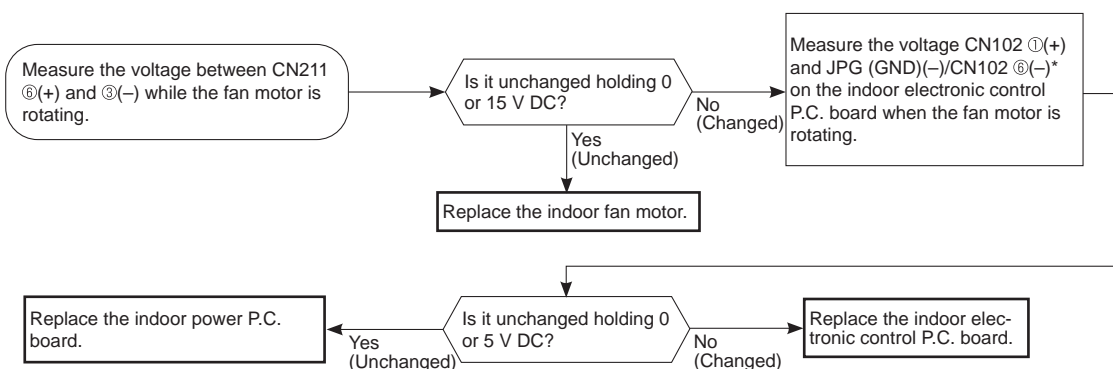 Measure the voltage between CN211
⑥(+) and ③(–) while the fan motor is
rotating.
Is it unchanged holding 0
or 15 V DC?
No
(Changed)
Measure the voltage CN102 ①(+)
and JPG (GND)(–)/CN102 ⑥(–)*
on the indoor electronic control
P.C. board when the fan motor is
rotating.
Yes
(Unchanged)
Replace the indoor fan motor.
Replace the indoor power P.C.
board.
Yes
(Unchanged)
Is it unchanged holding 0
or 5 V DC?
No
(Changed)
Replace the indoor elec-
tronic control P.C. board.